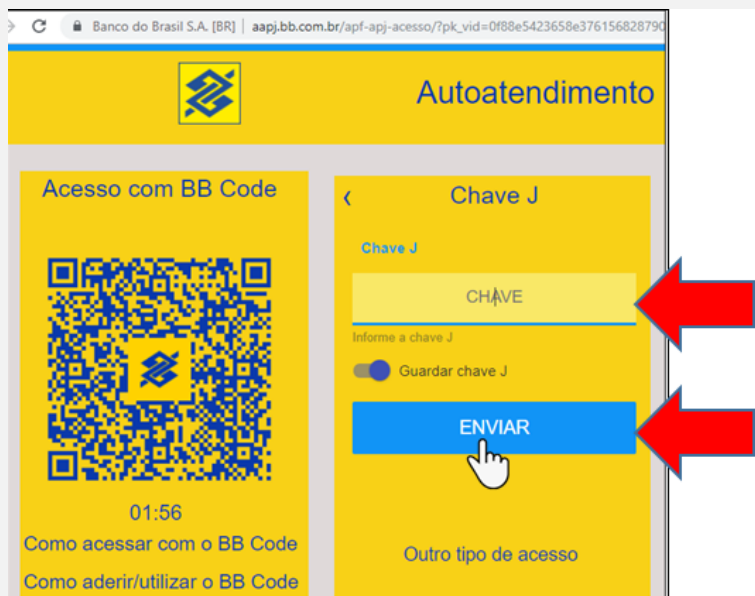 Banco do Brasil S.A. [BR] | aapj.bb.com.br/apf-apj-acesso/?pk_vid=0f88e5423658e376156828790
Autoatendimento
Acesso com BB Code
01:56
Como acessar com o BB Code
Como aderir/utilizar o BB Code
Chave J
Chave J
CHAVE
Informe a chave J
Guardar chave J
ENVIAR
Outro tipo de acesso